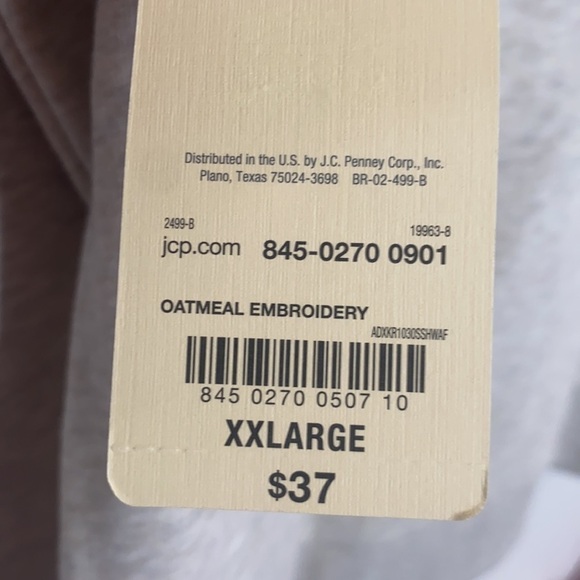 Distributed in the U.S. by J.C. Penney Corp., Inc.
Plano, Texas 75024-3698 BR-02-499-B
2499-B 19963-8
jcp.com 845-0270 0901
OATMEAL EMBROIDERY
ADXKR1030SSHWAF
845 0270 0507 10
XXLARGE
$37